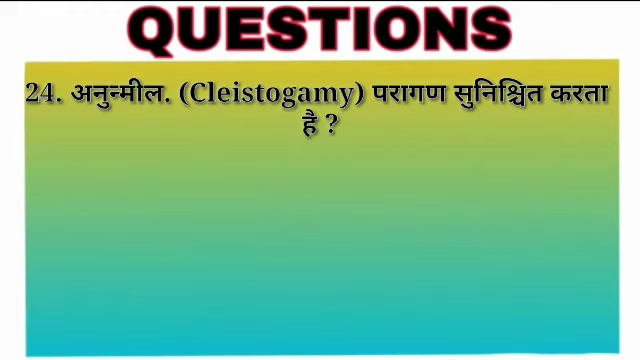 QUESTIONS
24. अनुन्मील. (Cleistogamy) परागण सुनिश्चित करता
है ?